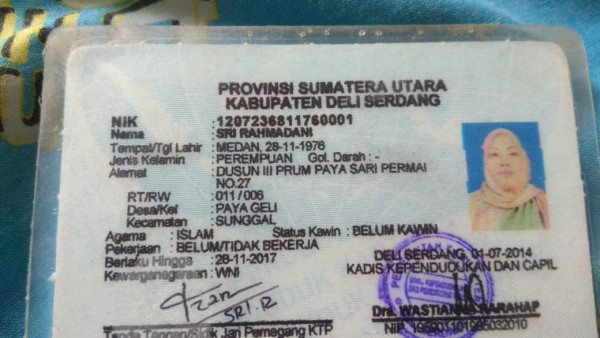 PROVINSI SUMATERA UTARA
KABUPATEN DELI SERDANG
NIK : 1207236811760001
Nama : SRI RAHMADANI
Tempat/Tgl Lahir : MEDAN, 28-11-1976
Jenis Kelamin : PEREMPUAN Gol. Darah : -
Alamat : DUSUN III PRUM PAYA SARI PERMAI
NO.27
RT/RW : 011/006
Desa/Kel : PAYA GELI
Kecamatan : SUNGGAL
Agama : ISLAM Status Kawin : BELUM KAWIN
Pekerjaan : BELUM/TIDAK BEKERJA
Berlaku Hingga : 28-11-2017
Kewarganegaraan : WNI
DELI SERDANG, 01-07-2014
KADIS KEPENDUDUKAN DAN CAPIL
SRI.R
Dra. WASTIANNA HARAHAP
NIP. 195901101985032010
Tanda Tangan/Sidik Jari Pemegang KTP